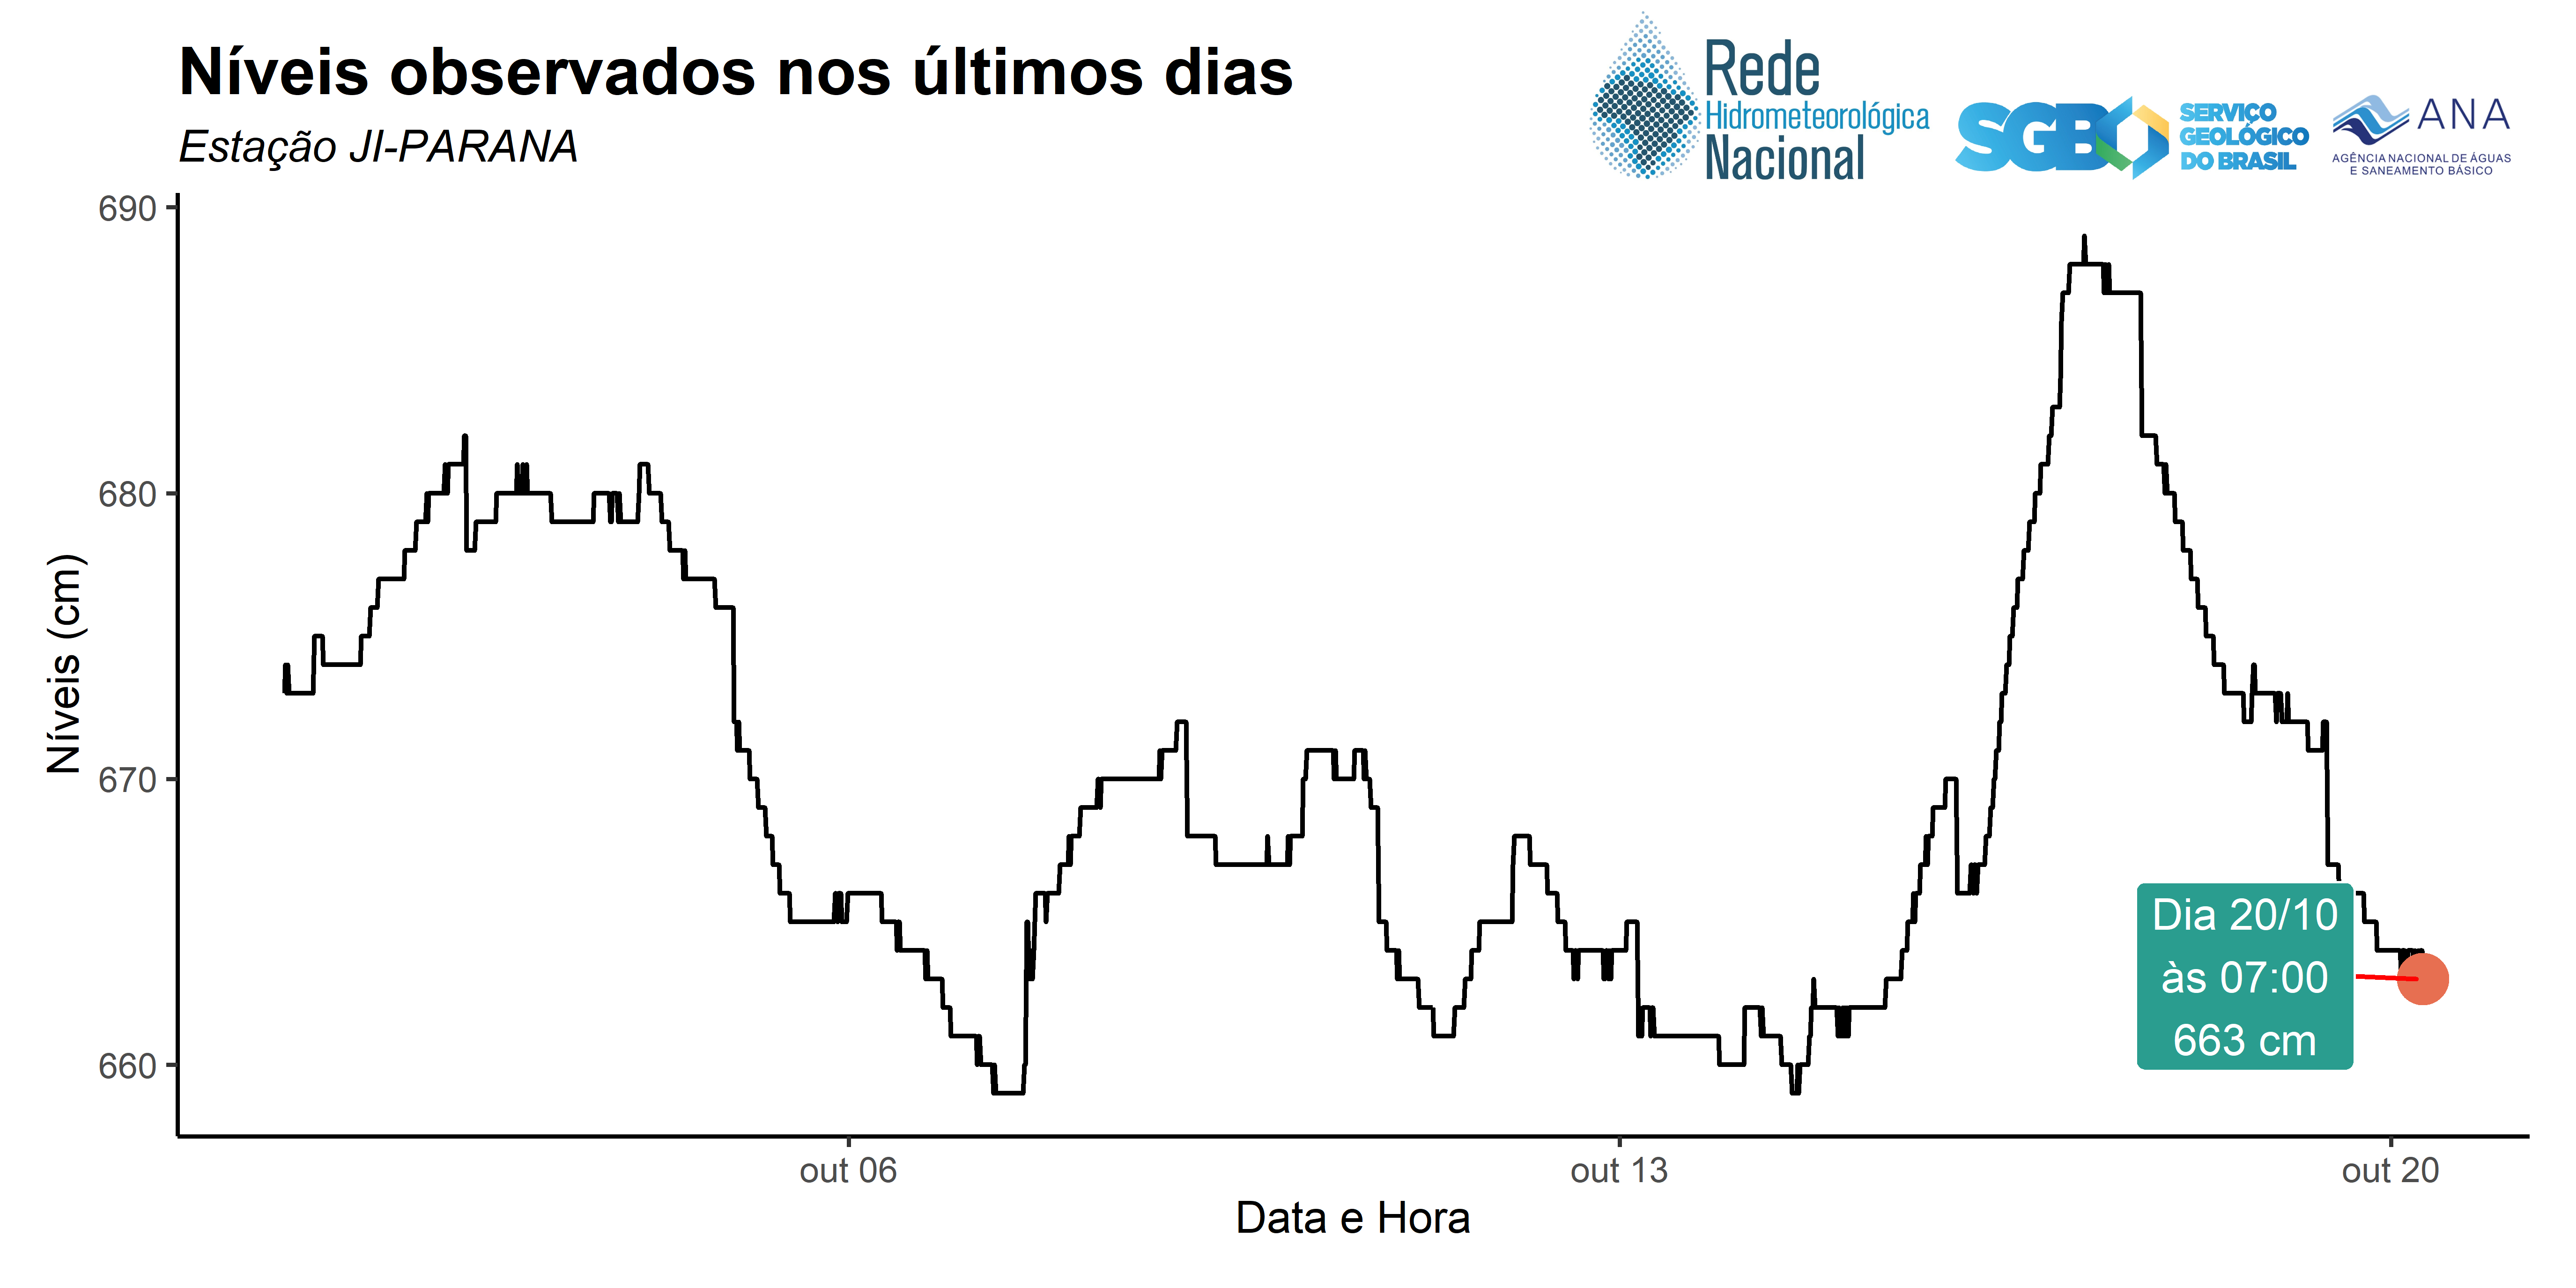 Níveis observados nos últimos dias
Estação JI-PARANA
Rede
Hidrometeorológica
Nacional
SGB
SERVIÇO
GEOLÓGICO
DO BRASIL
ANA
AGÊNCIA NACIONAL DE ÁGUAS
E SANEAMENTO BÁSICO
Níveis (cm)
690
680
670
660
Dia 20/10
às 07:00
663 cm
out 06
out 13
out 20
Data e Hora